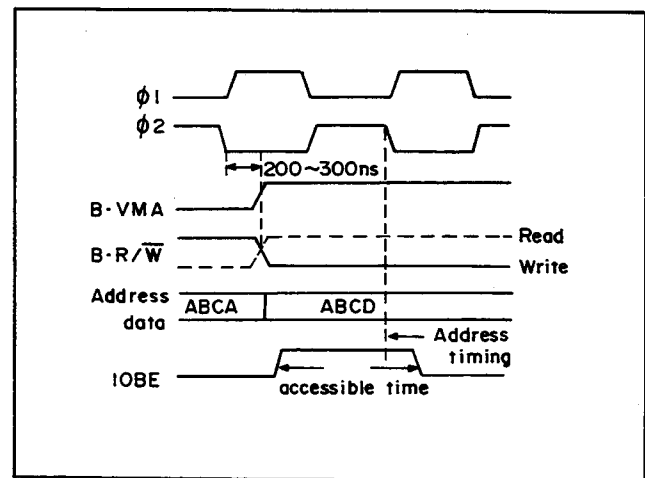 φ1
φ2
200~300ns
B·VMA
B·R/W̅
Read
Write
Address
data
ABCA
ABCD
Address
timing
IOBE
accessible time